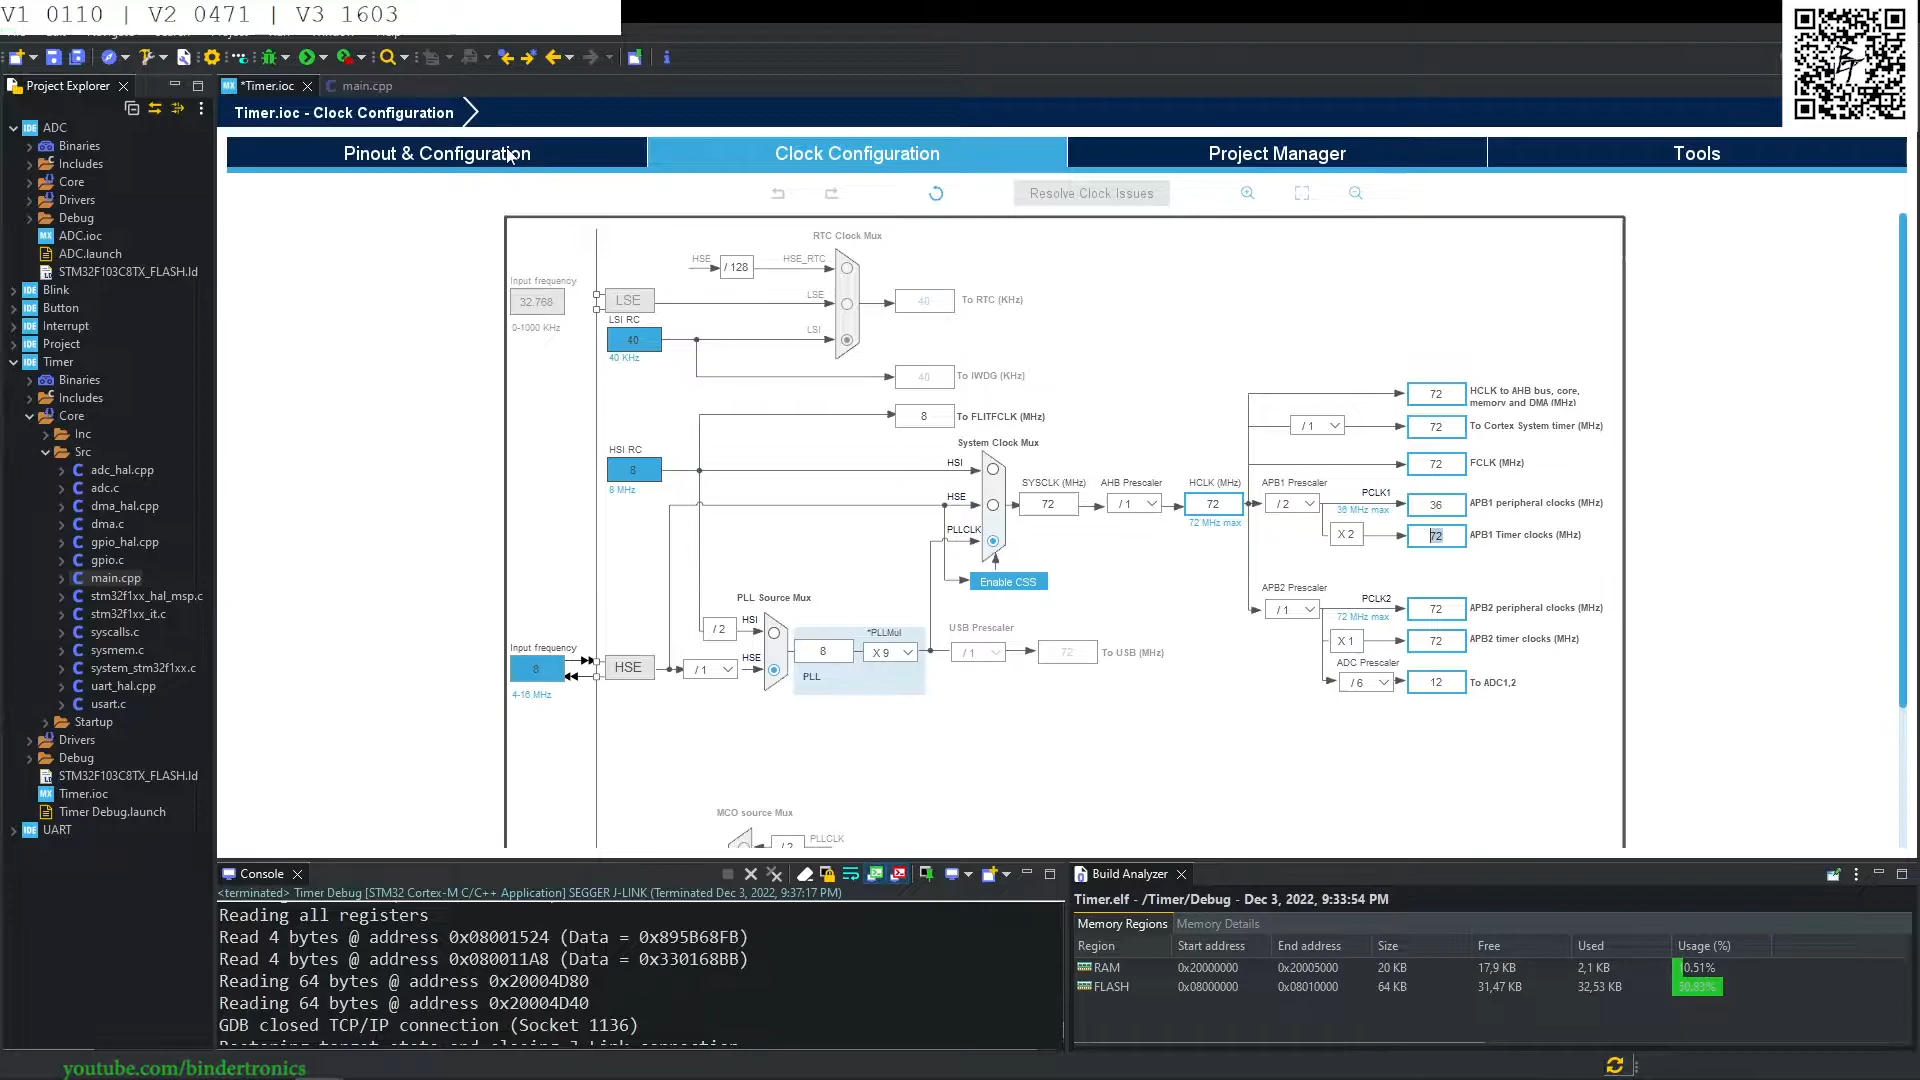 V1 0110 | V2 0471 | V3 1603
Project Explorer
*Timer.ioc
main.cpp
Timer.ioc - Clock Configuration
Pinout & Configuration
Clock Configuration
Project Manager
Tools
Resolve Clock Issues
ADC
Binaries
Includes
Core
Drivers
Debug
ADC.ioc
ADC.launch
STM32F103C8TX_FLASH.ld
Blink
Button
Interrupt
Project
Timer
Binaries
Includes
Core
Inc
Src
adc_hal.cpp
adc.c
dma_hal.cpp
dma.c
gpio_hal.cpp
gpio.c
main.cpp
stm32f1xx_hal_msp.c
stm32f1xx_it.c
syscalls.c
sysmem.c
system_stm32f1xx.c
uart_hal.cpp
usart.c
Startup
Drivers
Debug
STM32F103C8TX_FLASH.ld
Timer.ioc
Timer Debug.launch
UART
RTC Clock Mux
HSE
/ 128
HSE_RTC
Input frequency
32.768
0-1000 KHz
LSE
LSE
40
To RTC (KHz)
LSI RC
40
40 KHz
LSI
40
To IWDG (KHz)
8
To FLITFCLK (MHz)
HSI RC
8
8 MHz
System Clock Mux
HSI
HSE
PLLCLK
Enable CSS
SYSCLK (MHz)
72
AHB Prescaler
/ 1
HCLK (MHz)
72
72 MHz max
72
HCLK to AHB bus, core,
memory and DMA (MHz)
/ 1
72
To Cortex System timer (MHz)
72
FCLK (MHz)
APB1 Prescaler
/ 2
PCLK1
36 MHz max
36
APB1 peripheral clocks (MHz)
X 2
72
APB1 Timer clocks (MHz)
APB2 Prescaler
/ 1
PCLK2
72 MHz max
72
APB2 peripheral clocks (MHz)
X 1
72
APB2 timer clocks (MHz)
ADC Prescaler
/ 6
12
To ADC1,2
PLL Source Mux
/ 2
HSI
Input frequency
8
4-16 MHz
HSE
/ 1
HSE
8
*PLLMul
X 9
PLL
USB Prescaler
/ 1
72
To USB (MHz)
MCO source Mux
PLLCLK
Console
<terminated> Timer Debug [STM32 Cortex-M C/C++ Application] SEGGER J-LINK (Terminated Dec 3, 2022, 9:37:17 PM)
Reading all registers
Read 4 bytes @ address 0x08001524 (Data = 0x895B68FB)
Read 4 bytes @ address 0x080011A8 (Data = 0x330168BB)
Reading 64 bytes @ address 0x20004D80
Reading 64 bytes @ address 0x20004D40
GDB closed TCP/IP connection (Socket 1136)
Build Analyzer
Timer.elf - /Timer/Debug - Dec 3, 2022, 9:33:54 PM
Memory Regions
Memory Details
Region Start address End address Size Free Used Usage (%)
RAM 0x20000000 0x20005000 20 KB 17,9 KB 2,1 KB 10.51%
FLASH 0x08000000 0x08010000 64 KB 31,47 KB 32,53 KB 50.83%
youtube.com/bindertronics